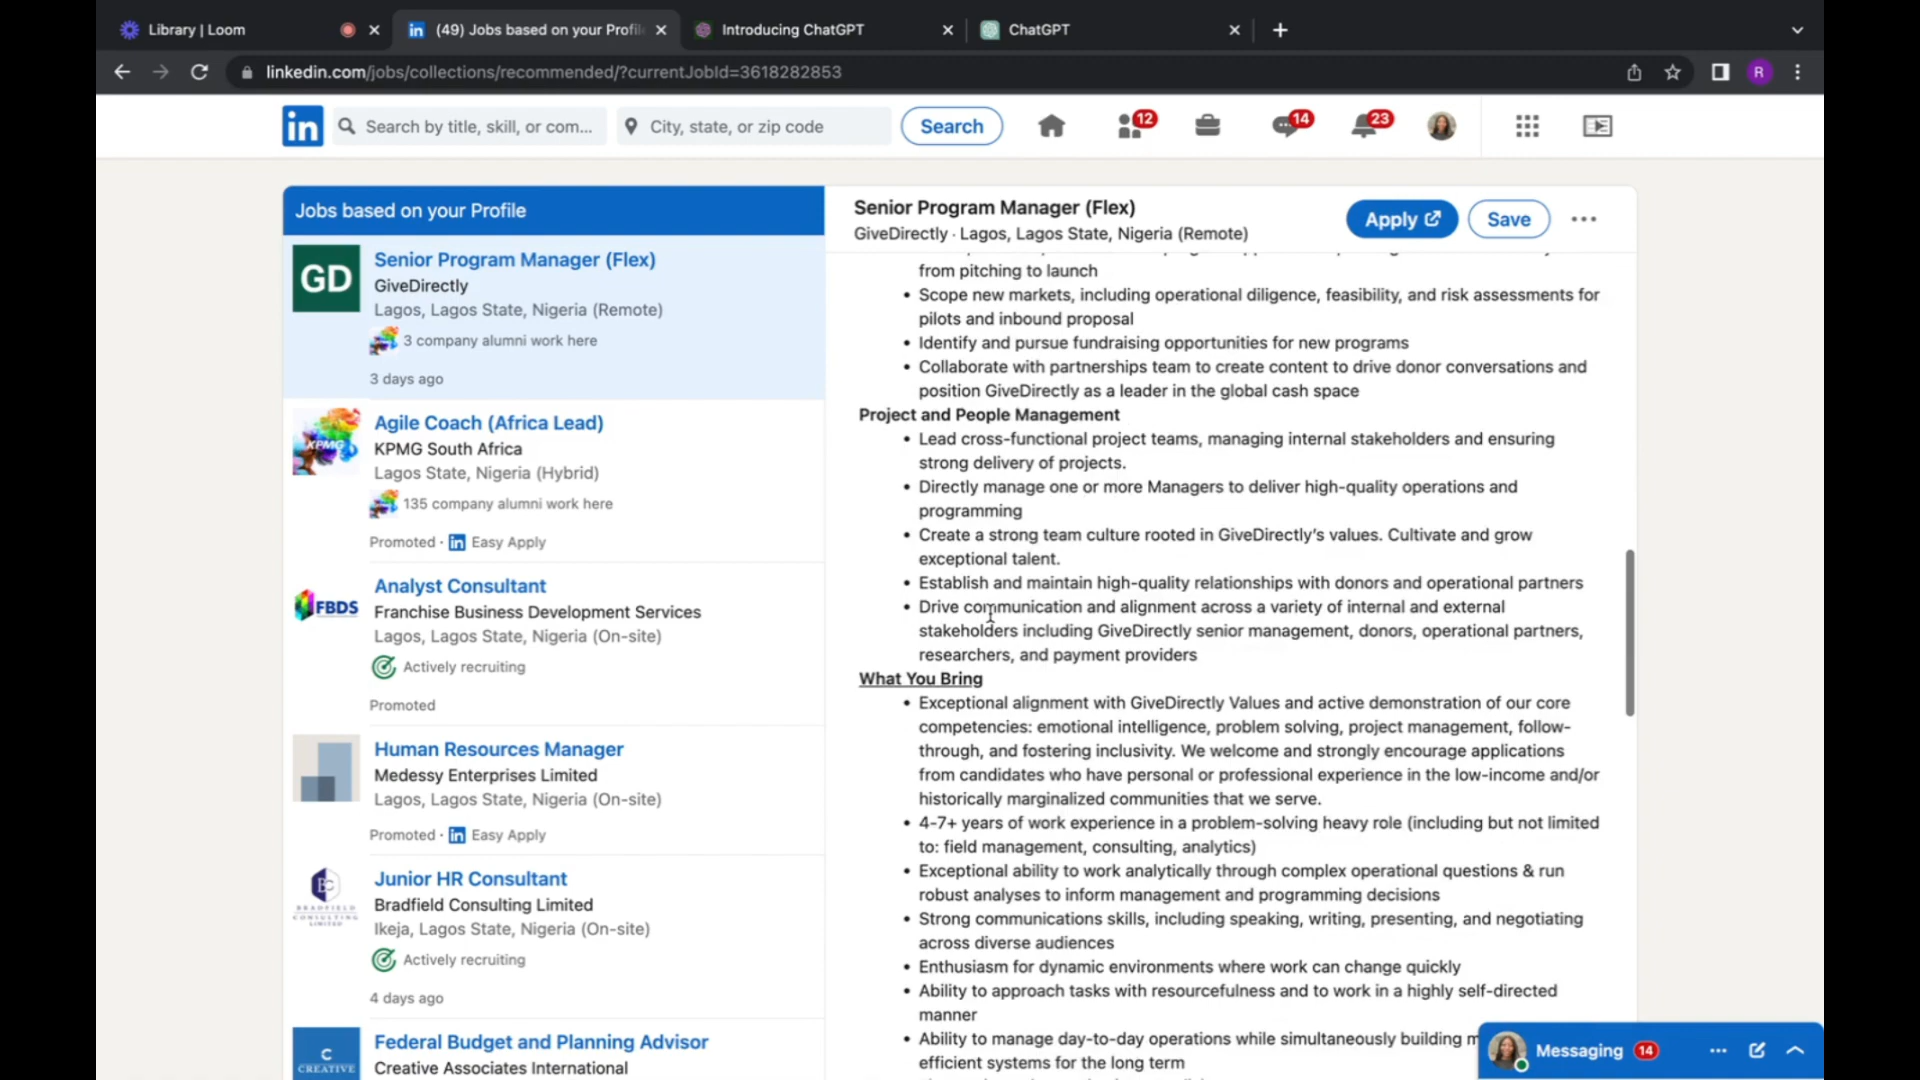 Library | Loom
(49) Jobs based on your Profil
Introducing ChatGPT
ChatGPT
linkedin.com/jobs/collections/recommended/?currentJobId=3618282853
R
in
Search by title, skill, or com...
City, state, or zip code
Search
12
14
23
Jobs based on your Profile
GD
Senior Program Manager (Flex)
GiveDirectly
Lagos, Lagos State, Nigeria (Remote)
3 company alumni work here
3 days ago
KPMG
Agile Coach (Africa Lead)
KPMG South Africa
Lagos State, Nigeria (Hybrid)
135 company alumni work here
Promoted · in Easy Apply
FBDS
Analyst Consultant
Franchise Business Development Services
Lagos, Lagos State, Nigeria (On-site)
Actively recruiting
Promoted
Human Resources Manager
Medessy Enterprises Limited
Lagos, Lagos State, Nigeria (On-site)
Promoted · in Easy Apply
BRADFIELD
CONSULTING
LIMITED
Junior HR Consultant
Bradfield Consulting Limited
Ikeja, Lagos State, Nigeria (On-site)
Actively recruiting
4 days ago
C
CREATIVE
Federal Budget and Planning Advisor
Creative Associates International
Senior Program Manager (Flex)
GiveDirectly · Lagos, Lagos State, Nigeria (Remote)
Apply
Save
from pitching to launch
• Scope new markets, including operational diligence, feasibility, and risk assessments for
pilots and inbound proposal
• Identify and pursue fundraising opportunities for new programs
• Collaborate with partnerships team to create content to drive donor conversations and
position GiveDirectly as a leader in the global cash space
Project and People Management
• Lead cross-functional project teams, managing internal stakeholders and ensuring
strong delivery of projects.
• Directly manage one or more Managers to deliver high-quality operations and
programming
• Create a strong team culture rooted in GiveDirectly's values. Cultivate and grow
exceptional talent.
• Establish and maintain high-quality relationships with donors and operational partners
• Drive communication and alignment across a variety of internal and external
stakeholders including GiveDirectly senior management, donors, operational partners,
researchers, and payment providers
What You Bring
• Exceptional alignment with GiveDirectly Values and active demonstration of our core
competencies: emotional intelligence, problem solving, project management, follow-
through, and fostering inclusivity. We welcome and strongly encourage applications
from candidates who have personal or professional experience in the low-income and/or
historically marginalized communities that we serve.
• 4-7+ years of work experience in a problem-solving heavy role (including but not limited
to: field management, consulting, analytics)
• Exceptional ability to work analytically through complex operational questions & run
robust analyses to inform management and programming decisions
• Strong communications skills, including speaking, writing, presenting, and negotiating
across diverse audiences
• Enthusiasm for dynamic environments where work can change quickly
• Ability to approach tasks with resourcefulness and to work in a highly self-directed
manner
• Ability to manage day-to-day operations while simultaneously building
efficient systems for the long term
Messaging 14